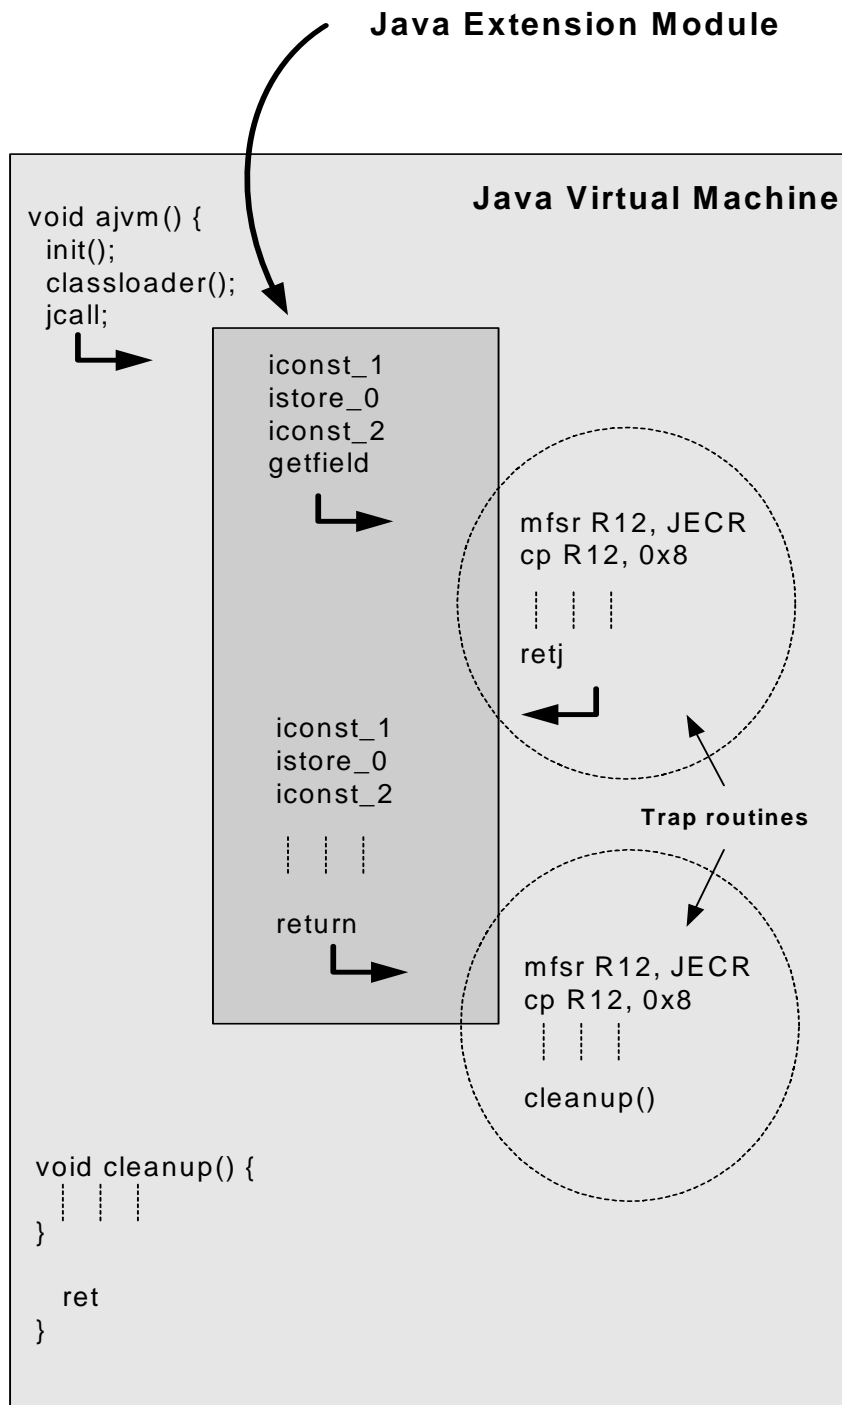 Java Extension Module
Java Virtual Machine
void ajvm() {
init();
classloader();
jcall;
iconst_1
istore_0
iconst_2
getfield
mfsr R12, JECR
cp R12, 0x8
retj
iconst_1
istore_0
iconst_2
Trap routines
return
mfsr R12, JECR
cp R12, 0x8
cleanup()
void cleanup() {
}
ret
}